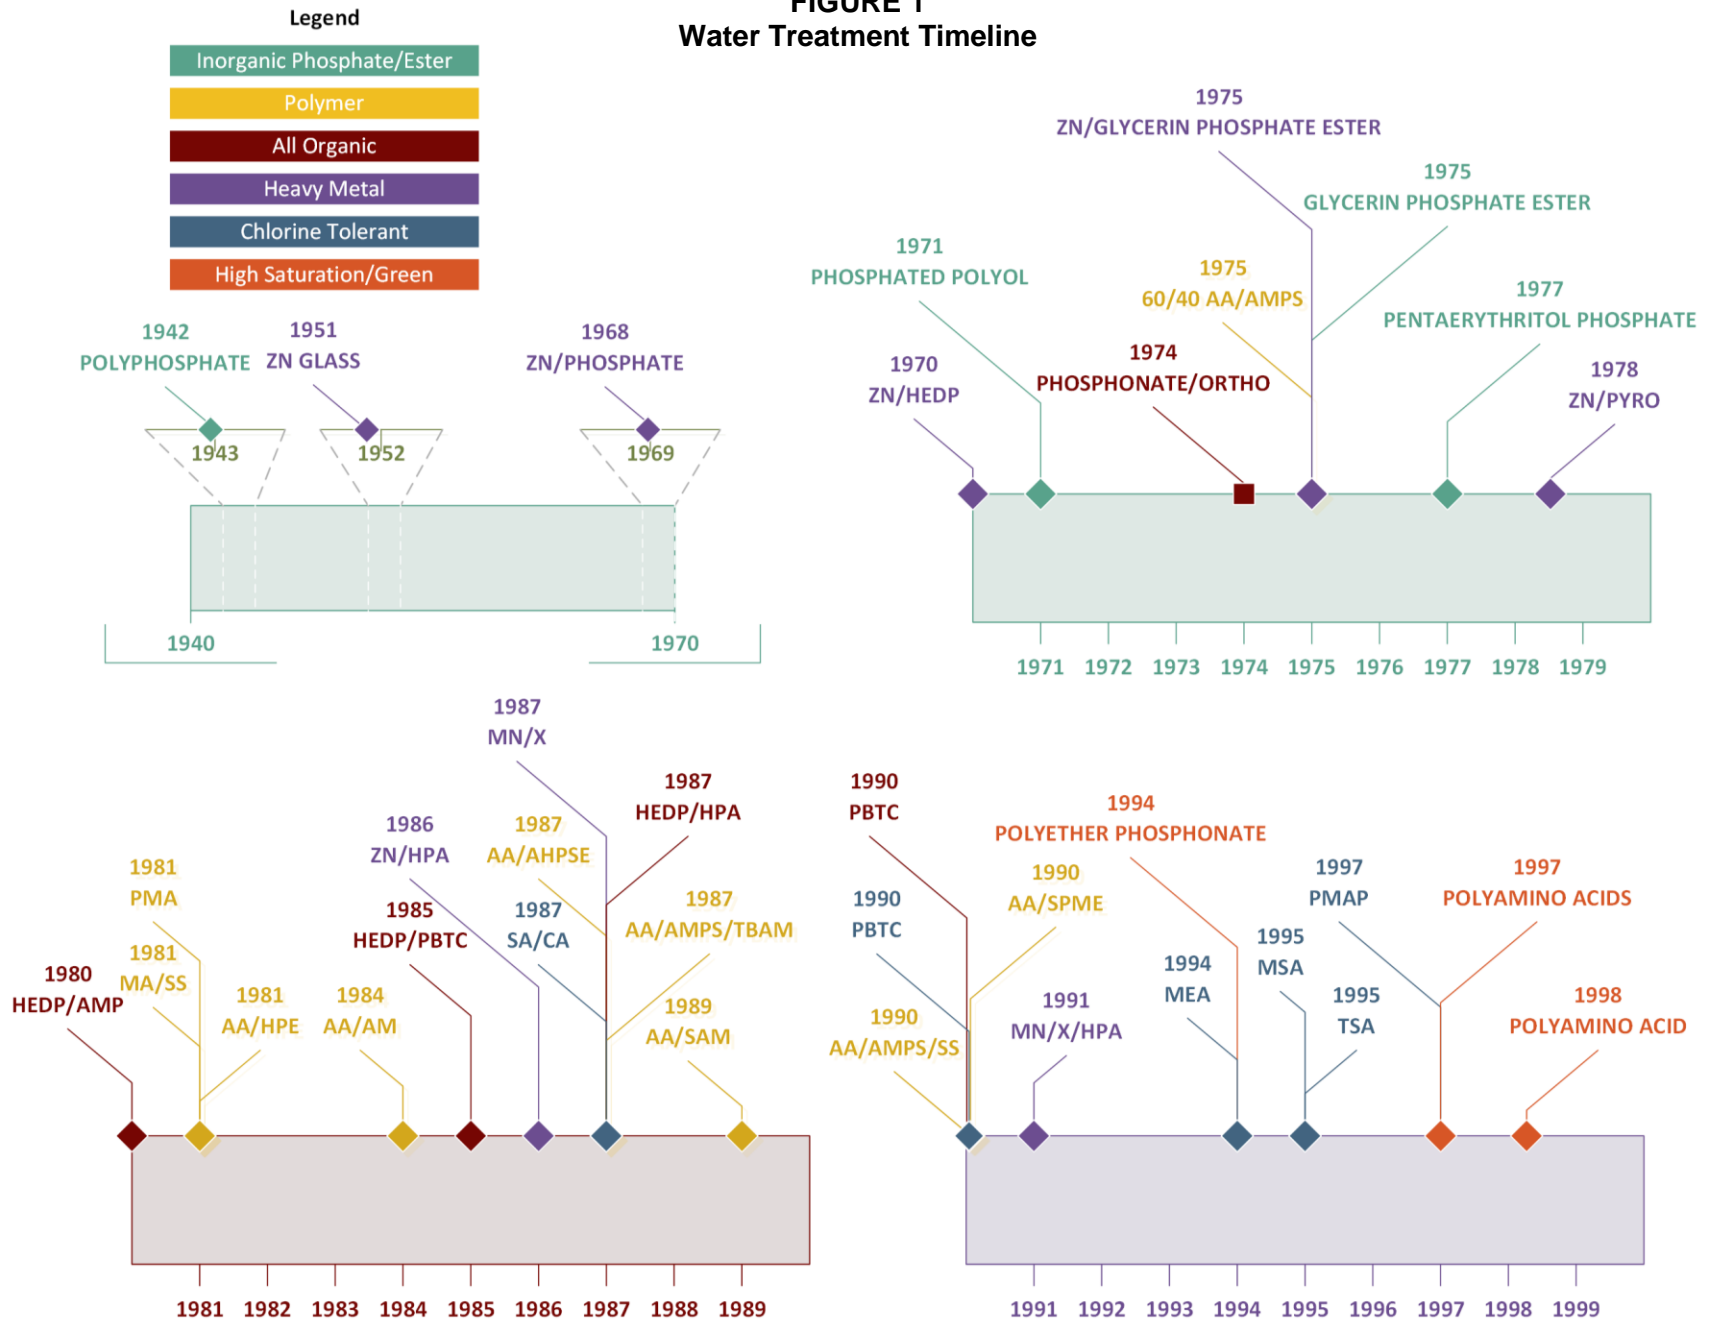 FIGURE 1
Water Treatment Timeline
Legend
Inorganic Phosphate/Ester
Polymer
All Organic
Heavy Metal
Chlorine Tolerant
High Saturation/Green
1942
POLYPHOSPHATE
1951
ZN GLASS
1968
ZN/PHOSPHATE
1943
1952
1969
1940
1970
1975
ZN/GLYCERIN PHOSPHATE ESTER
1975
GLYCERIN PHOSPHATE ESTER
1971
PHOSPHATED POLYOL
1975
60/40 AA/AMPS
1977
PENTAERYTHRITOL PHOSPHATE
1974
PHOSPHONATE/ORTHO
1970
ZN/HEDP
1978
ZN/PYRO
1971 1972 1973 1974 1975 1976 1977 1978 1979
1987
MN/X
1987
HEDP/HPA
1986
ZN/HPA
1987
AA/AHPSE
1981
PMA
1985
HEDP/PBTC
1987
SA/CA
1987
AA/AMPS/TBAM
1981
MA/SS
1980
HEDP/AMP
1981
AA/HPE
1984
AA/AM
1989
AA/SAM
1981 1982 1983 1984 1985 1986 1987 1988 1989
1990
PBTC
1994
POLYETHER PHOSPHONATE
1990
AA/SPME
1997
PMAP
1997
POLYAMINO ACIDS
1990
PBTC
1995
MSA
1994
MEA
1991
MN/X/HPA
1995
TSA
1998
POLYAMINO ACID
1990
AA/AMPS/SS
1991 1992 1993 1994 1995 1996 1997 1998 1999